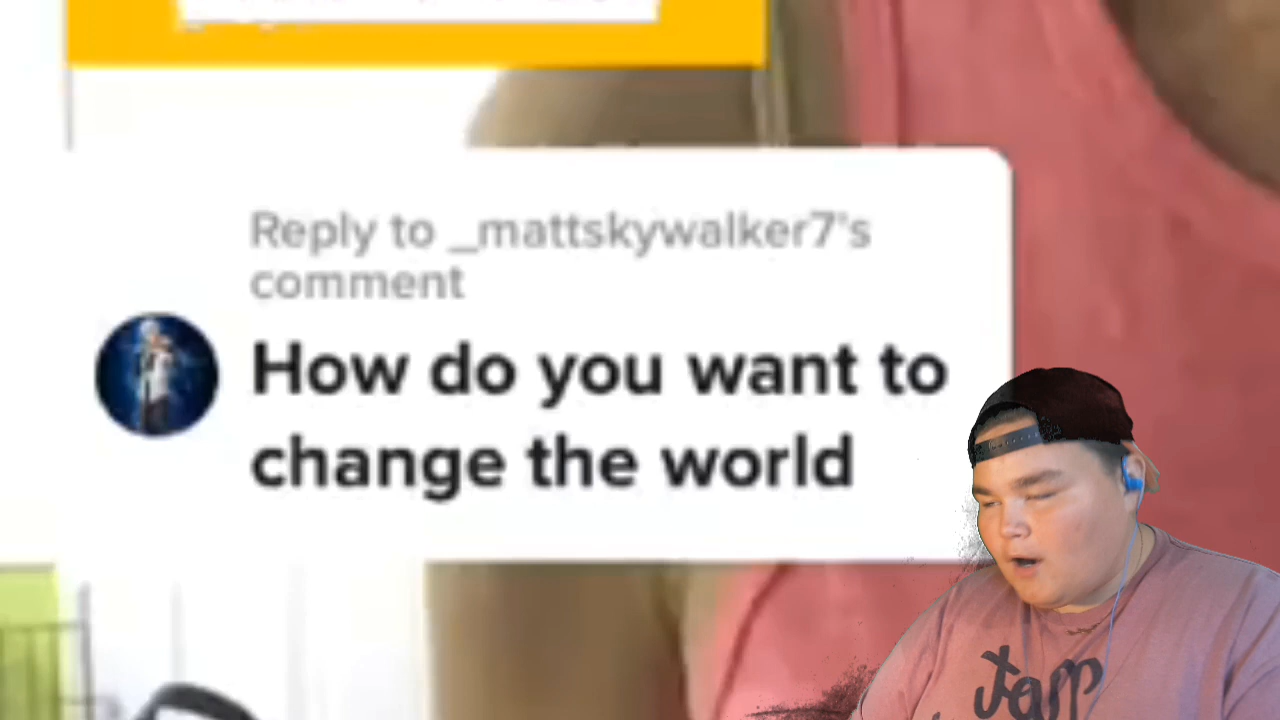 Reply to _mattskywalker7's
comment
How do you want to
change the world